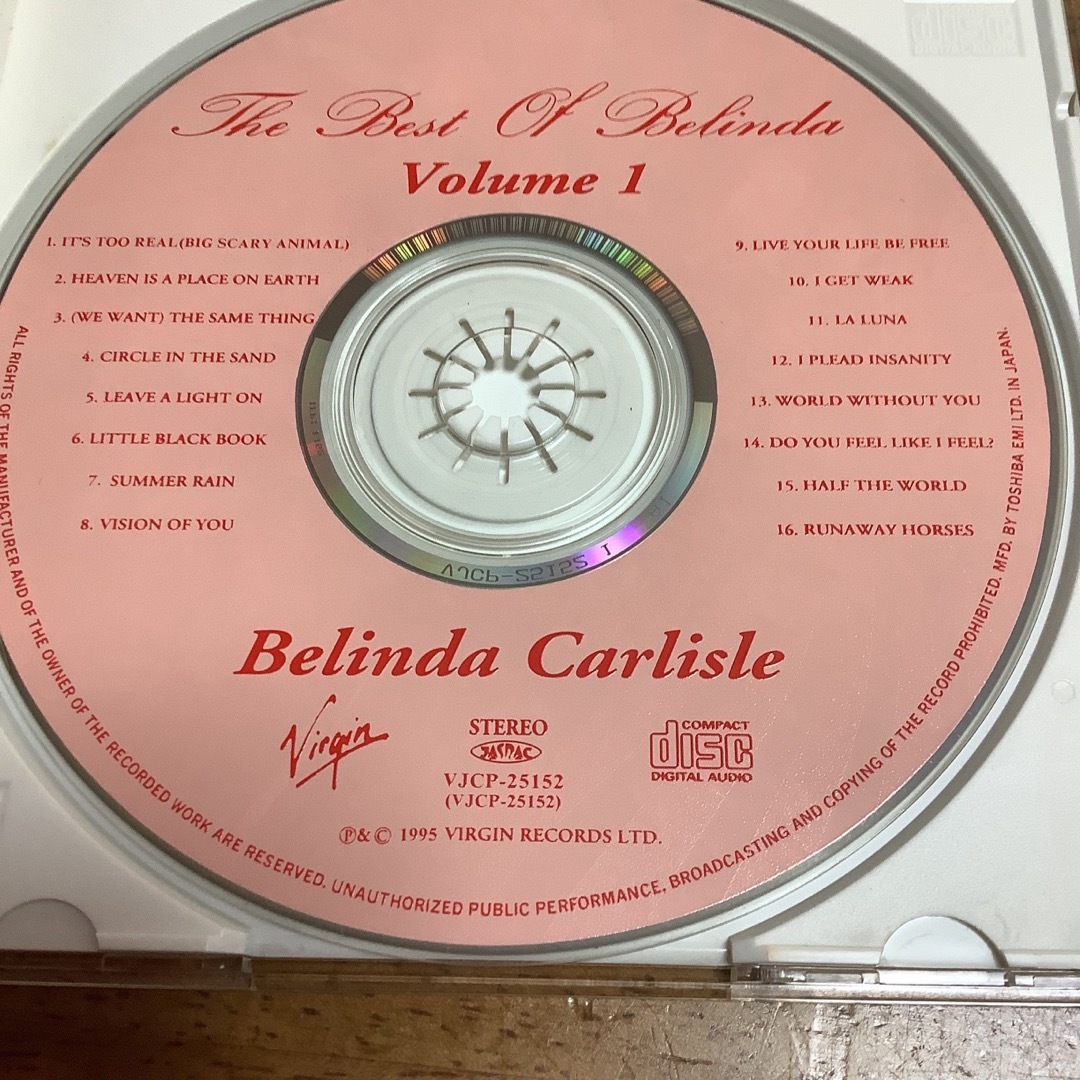 The Best Of Belinda
Volume 1
1. IT'S TOO REAL(BIG SCARY ANIMAL)
2. HEAVEN IS A PLACE ON EARTH
3. (WE WANT) THE SAME THING
4. CIRCLE IN THE SAND
5. LEAVE A LIGHT ON
6. LITTLE BLACK BOOK
7. SUMMER RAIN
8. VISION OF YOU
9. LIVE YOUR LIFE BE FREE
10. I GET WEAK
11. LA LUNA
12. I PLEAD INSANITY
13. WORLD WITHOUT YOU
14. DO YOU FEEL LIKE I FEEL?
15. HALF THE WORLD
16. RUNAWAY HORSES
VJCP-25152 1
Belinda Carlisle
Virgin
STEREO
JASRAC
VJCP-25152
(VJCP-25152)
COMPACT
disc
DIGITAL AUDIO
℗&© 1995 VIRGIN RECORDS LTD.
ALL RIGHTS OF THE MANUFACTURER AND OF THE OWNER OF THE RECORDED WORK ARE RESERVED. UNAUTHORIZED PUBLIC PERFORMANCE, BROADCASTING AND COPYING OF THE RECORD PROHIBITED. MFD. BY TOSHIBA EMI LTD. IN JAPAN.
disc
DIGITAL AUDIO